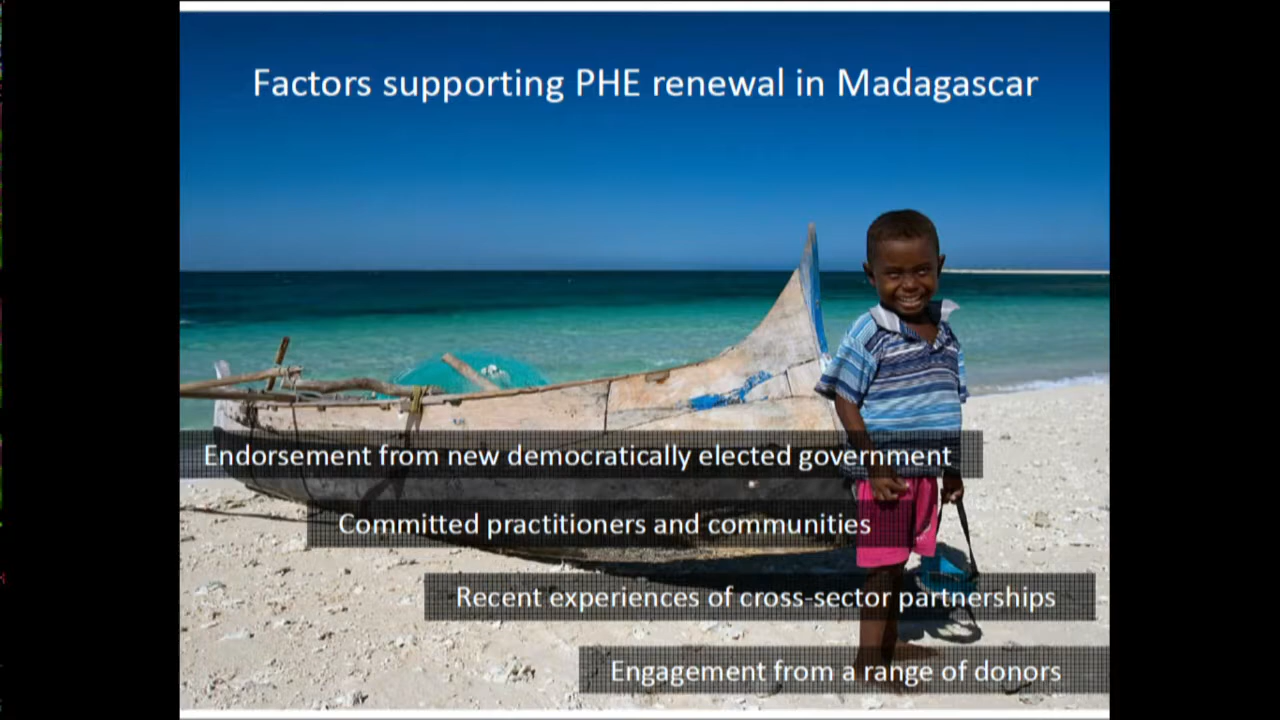 Factors supporting PHE renewal in Madagascar
Endorsement from new democratically elected government
Committed practitioners and communities
Recent experiences of cross-sector partnerships
Engagement from a range of donors